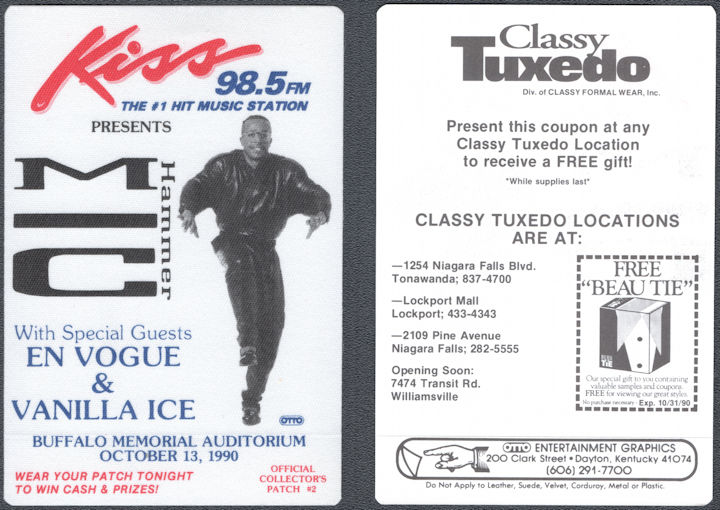 Kiss
98.5 FM
THE #1 HIT MUSIC STATION
PRESENTS
MC
Hammer
With Special Guests
EN VOGUE
&
VANILLA ICE
OTTO
BUFFALO MEMORIAL AUDITORIUM
OCTOBER 13, 1990
WEAR YOUR PATCH TONIGHT
TO WIN CASH & PRIZES!
OFFICIAL
COLLECTOR'S
PATCH #2
Classy
Tuxedo
Div. of CLASSY FORMAL WEAR, Inc.
Present this coupon at any
Classy Tuxedo Location
to receive a FREE gift!
*While supplies last*
CLASSY TUXEDO LOCATIONS
ARE AT:
—1254 Niagara Falls Blvd.
Tonawanda; 837-4700
—Lockport Mall
Lockport; 433-4343
—2109 Pine Avenue
Niagara Falls; 282-5555
Opening Soon:
7474 Transit Rd.
Williamsville
FREE
"BEAU TIE"
BEAU
TIE
Our special gift to you containing
valuable samples and coupons.
FREE for viewing our great styles.
No purchase necessary - Exp. 10/31/90
OTTO ENTERTAINMENT GRAPHICS
200 Clark Street • Dayton, Kentucky 41074
(606) 291-7700
Do Not Apply to Leather, Suede, Velvet, Corduroy, Metal or Plastic.